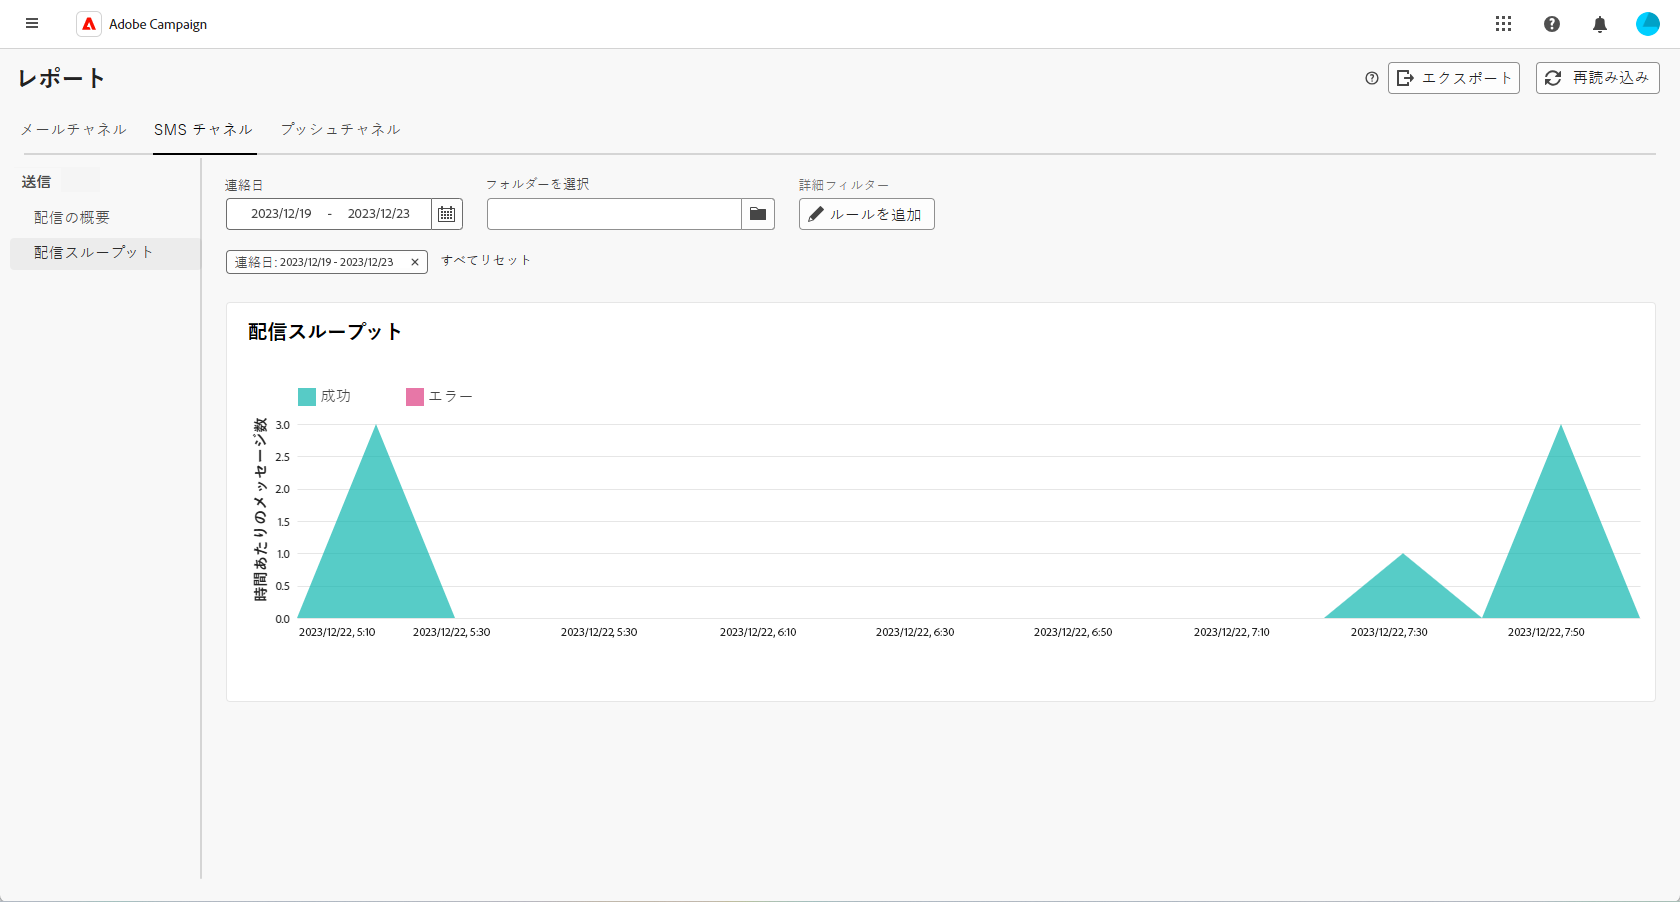 Adobe Campaign
レポート
エクスポート
再読み込み
メールチャネル
SMS チャネル
プッシュチャネル
送信
配信の概要
配信スループット
連絡日
フォルダーを選択
詳細フィルター
2023/12/19 - 2023/12/23
ルールを追加
連絡日: 2023/12/19 - 2023/12/23 ×
すべてリセット
配信スループット
成功
エラー
時間あたりのメッセージ数
3.0
2.5
2.0
1.5
1.0
0.5
0.0
2023/12/22, 5:10
2023/12/22, 5:30
2023/12/22, 5:30
2023/12/22, 6:10
2023/12/22, 6:30
2023/12/22, 6:50
2023/12/22, 7:10
2023/12/22, 7:30
2023/12/22, 7:50